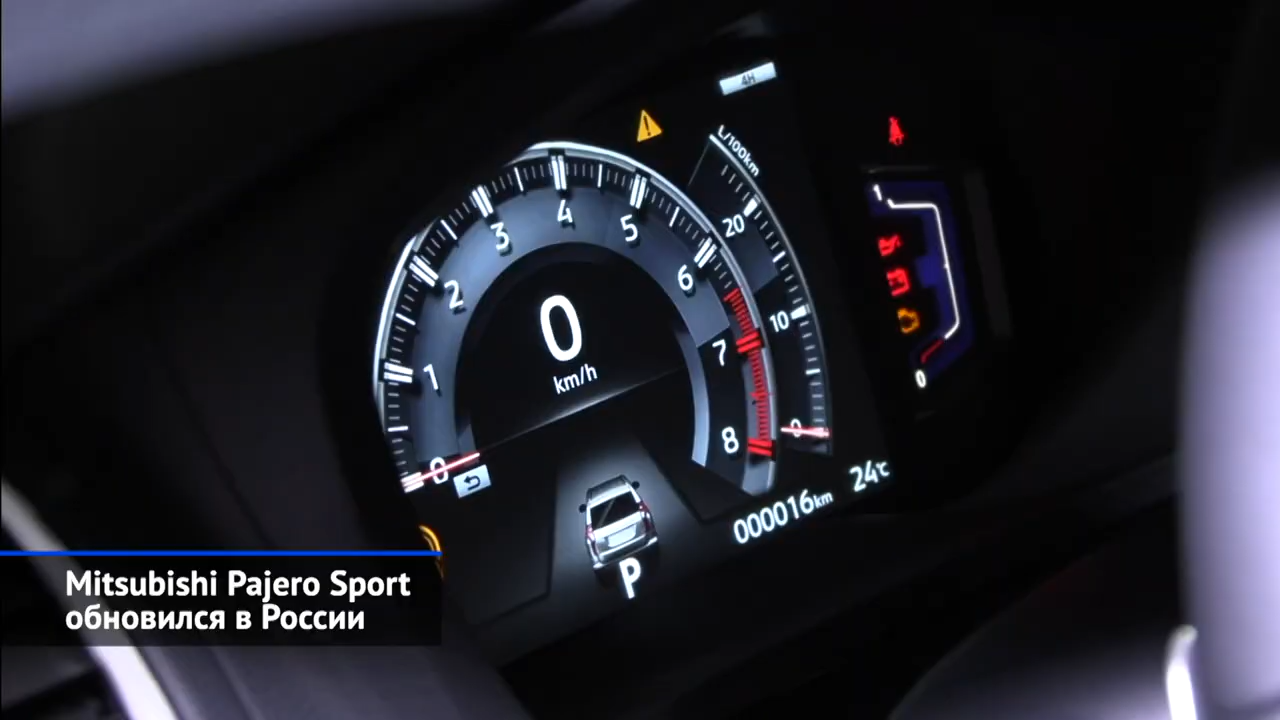 4H
L/100km
4
3
5
20
2
6
1
0
km/h
10
7
1
0
8
0
0
24°C
000016km
P
Mitsubishi Pajero Sport
обновился в России